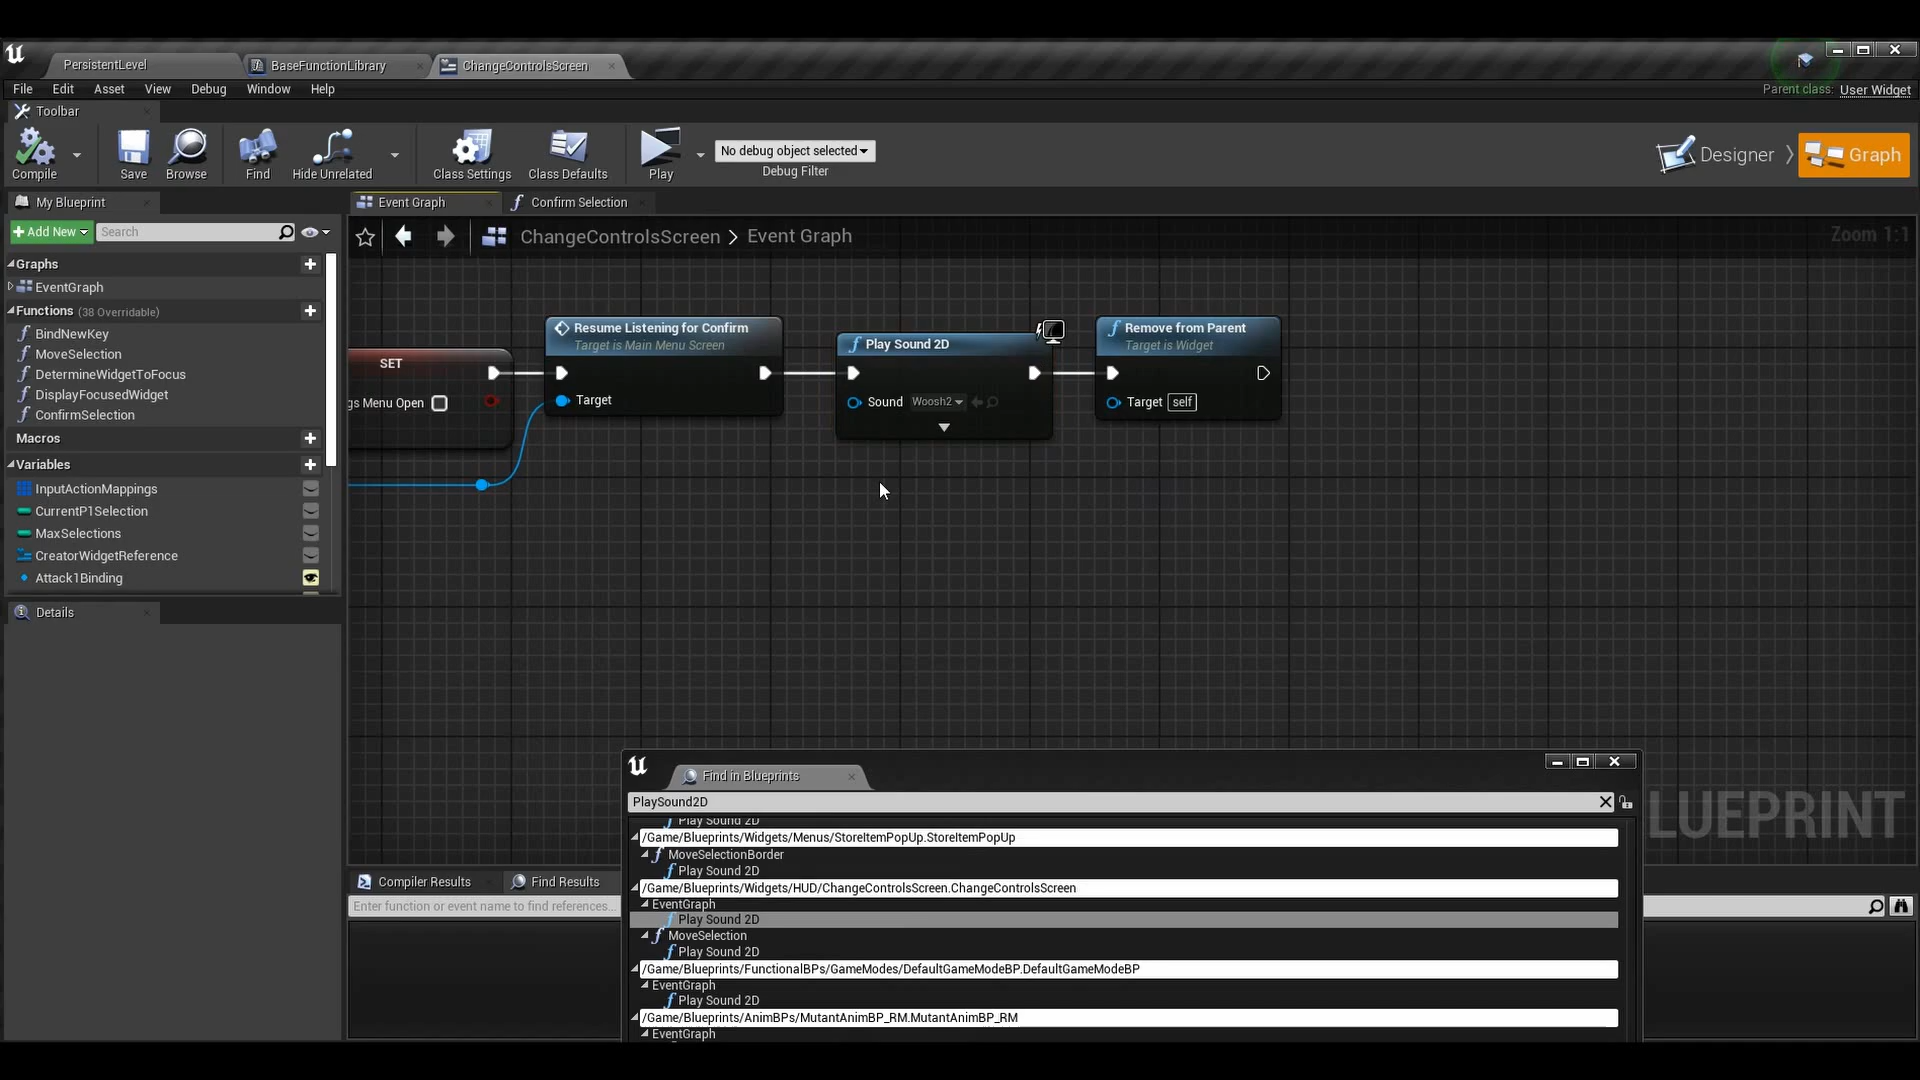 PersistentLevel
BaseFunctionLibrary
ChangeControlsScreen
File Edit Asset View Debug Window Help
Parent class: User Widget
Toolbar
Compile
Save
Browse
Find
Hide Unrelated
Class Settings
Class Defaults
Play
No debug object selected
Debug Filter
Designer
Graph
My Blueprint
Event Graph
Confirm Selection
Add New
Search
ChangeControlsScreen > Event Graph
Zoom 1:1
Graphs
EventGraph
Functions (38 Overridable)
BindNewKey
MoveSelection
DetermineWidgetToFocus
DisplayFocusedWidget
ConfirmSelection
Macros
Variables
InputActionMappings
CurrentP1Selection
MaxSelections
CreatorWidgetReference
Attack1Binding
Details
SET
gs Menu Open
Resume Listening for Confirm
Target is Main Menu Screen
Target
Play Sound 2D
Sound Woosh2
Remove from Parent
Target is Widget
Target self
LUEPRINT
Compiler Results
Find Results
Enter function or event name to find references...
Find in Blueprints
PlaySound2D
Play Sound 2D
/Game/Blueprints/Widgets/Menus/StoreItemPopUp.StoreItemPopUp
MoveSelectionBorder
Play Sound 2D
/Game/Blueprints/Widgets/HUD/ChangeControlsScreen.ChangeControlsScreen
EventGraph
Play Sound 2D
MoveSelection
Play Sound 2D
/Game/Blueprints/FunctionalBPs/GameModes/DefaultGameModeBP.DefaultGameModeBP
EventGraph
Play Sound 2D
/Game/Blueprints/AnimBPs/MutantAnimBP_RM.MutantAnimBP_RM
EventGraph